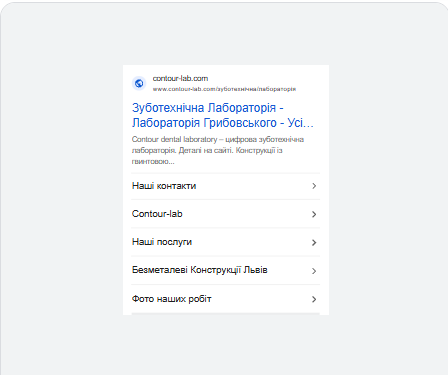 contour-lab.com
www.contour-lab.com/зуботехнічна/лабораторія
Зуботехнічна Лабораторія -
Лабораторія Грибовського - Усі...
Contour dental laboratory – цифрова зуботехнічна
лабораторія. Деталі на сайті. Конструкції із
гвинтовою...
Наші контакти
Contour-lab
Наші послуги
Безметалеві Конструкції Львів
Фото наших робіт